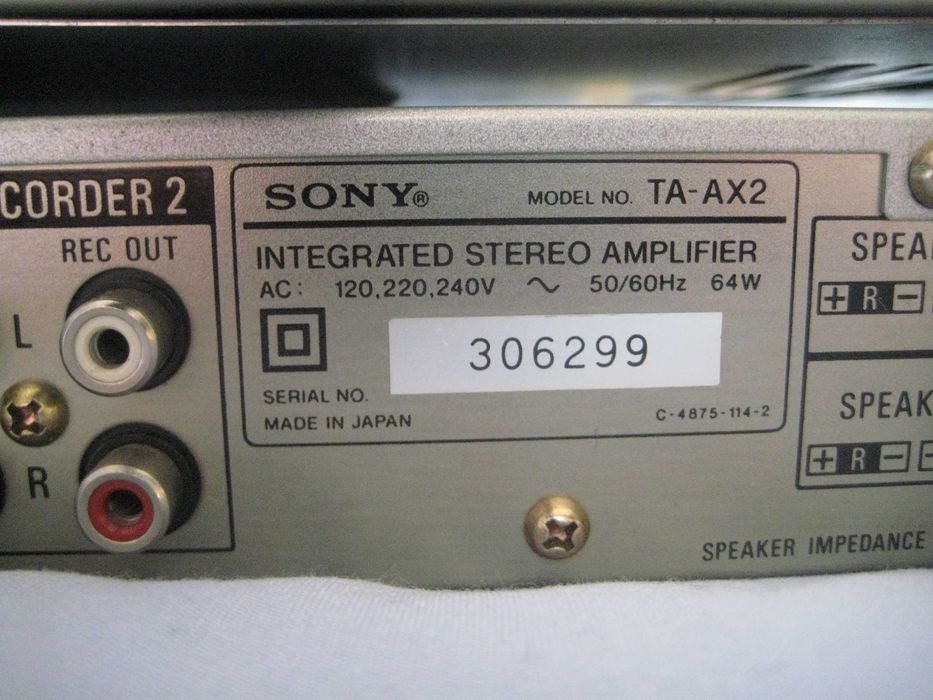 CORDER 2
REC OUT
L
R
SONY®
MODEL NO. TA-AX2
INTEGRATED STEREO AMPLIFIER
AC: 120,220,240V ~ 50/60Hz 64W
306299
SERIAL NO.
MADE IN JAPAN
C-4875-114-2
SPEA
+ R −
SPEAK
+ R −
SPEAKER IMPEDANCE